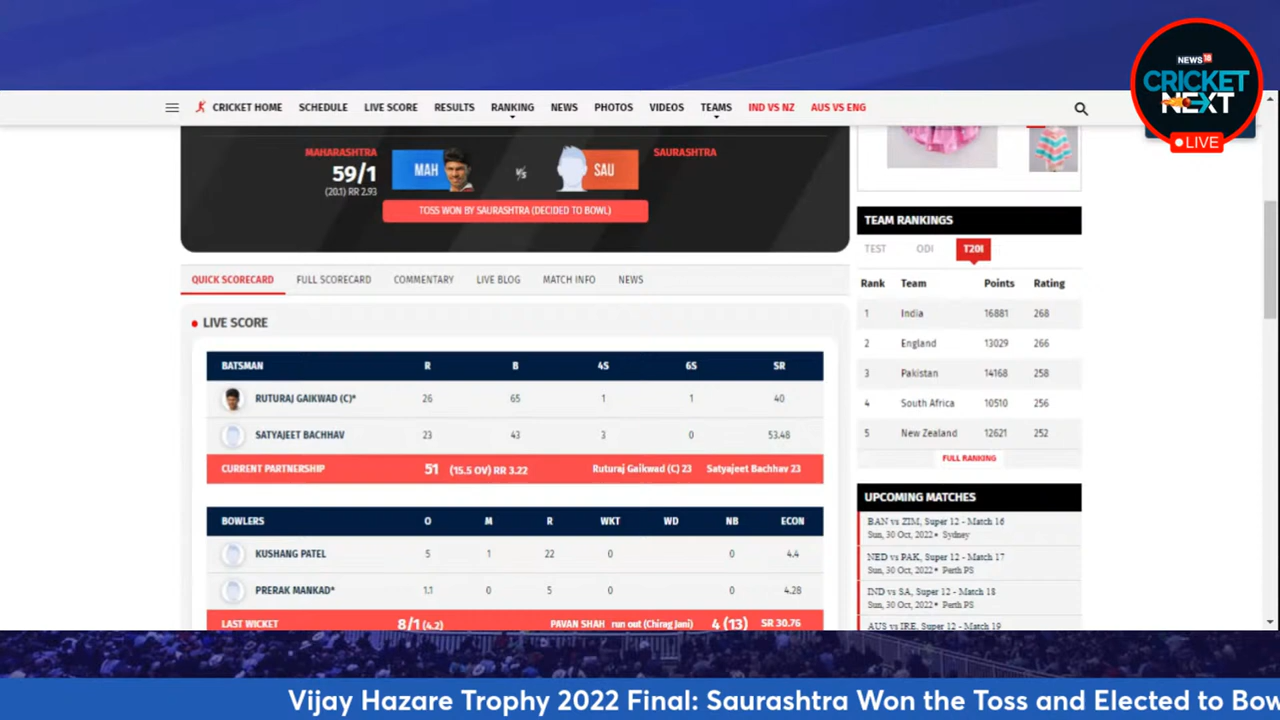 NEWS 18
CRICKET
NEXT
LIVE
CRICKET HOME SCHEDULE LIVE SCORE RESULTS RANKING NEWS PHOTOS VIDEOS TEAMS IND VS NZ AUS VS ENG
MAHARASHTRA
59/1
(20.1) RR 2.93
MAH
V/S
SAU
SAURASHTRA
TOSS WON BY SAURASHTRA (DECIDED TO BOWL)
QUICK SCORECARD FULL SCORECARD COMMENTARY LIVE BLOG MATCH INFO NEWS
LIVE SCORE
BATSMAN R B 4S 6S SR
RUTURAJ GAIKWAD (C)* 26 65 1 1 40
SATYAJEET BACHHAV 23 43 3 0 53.48
CURRENT PARTNERSHIP 51 (15.5 OV) RR 3.22 Ruturaj Gaikwad (C) 23 Satyajeet Bachhav 23
BOWLERS O M R WKT WD NB ECON
KUSHANG PATEL 5 1 22 0 0 4.4
PRERAK MANKAD* 1.1 0 5 0 0 4.28
LAST WICKET 8/1 (4.2) PAVAN SHAH run out (Chirag Jani) 4 (13) SR 30.76
TEAM RANKINGS
TEST ODI T20I
Rank Team Points Rating
1 India 16881 268
2 England 13029 266
3 Pakistan 14168 258
4 South Africa 10510 256
5 New Zealand 12621 252
FULL RANKING
UPCOMING MATCHES
BAN vs ZIM, Super 12 - Match 16
Sun, 30 Oct, 2022• Sydney
NED vs PAK, Super 12 - Match 17
Sun, 30 Oct, 2022• Perth PS
IND vs SA, Super 12 - Match 18
Sun, 30 Oct, 2022• Perth PS
AUS vs IRE, Super 12 - Match 19
Vijay Hazare Trophy 2022 Final: Saurashtra Won the Toss and Elected to Bow